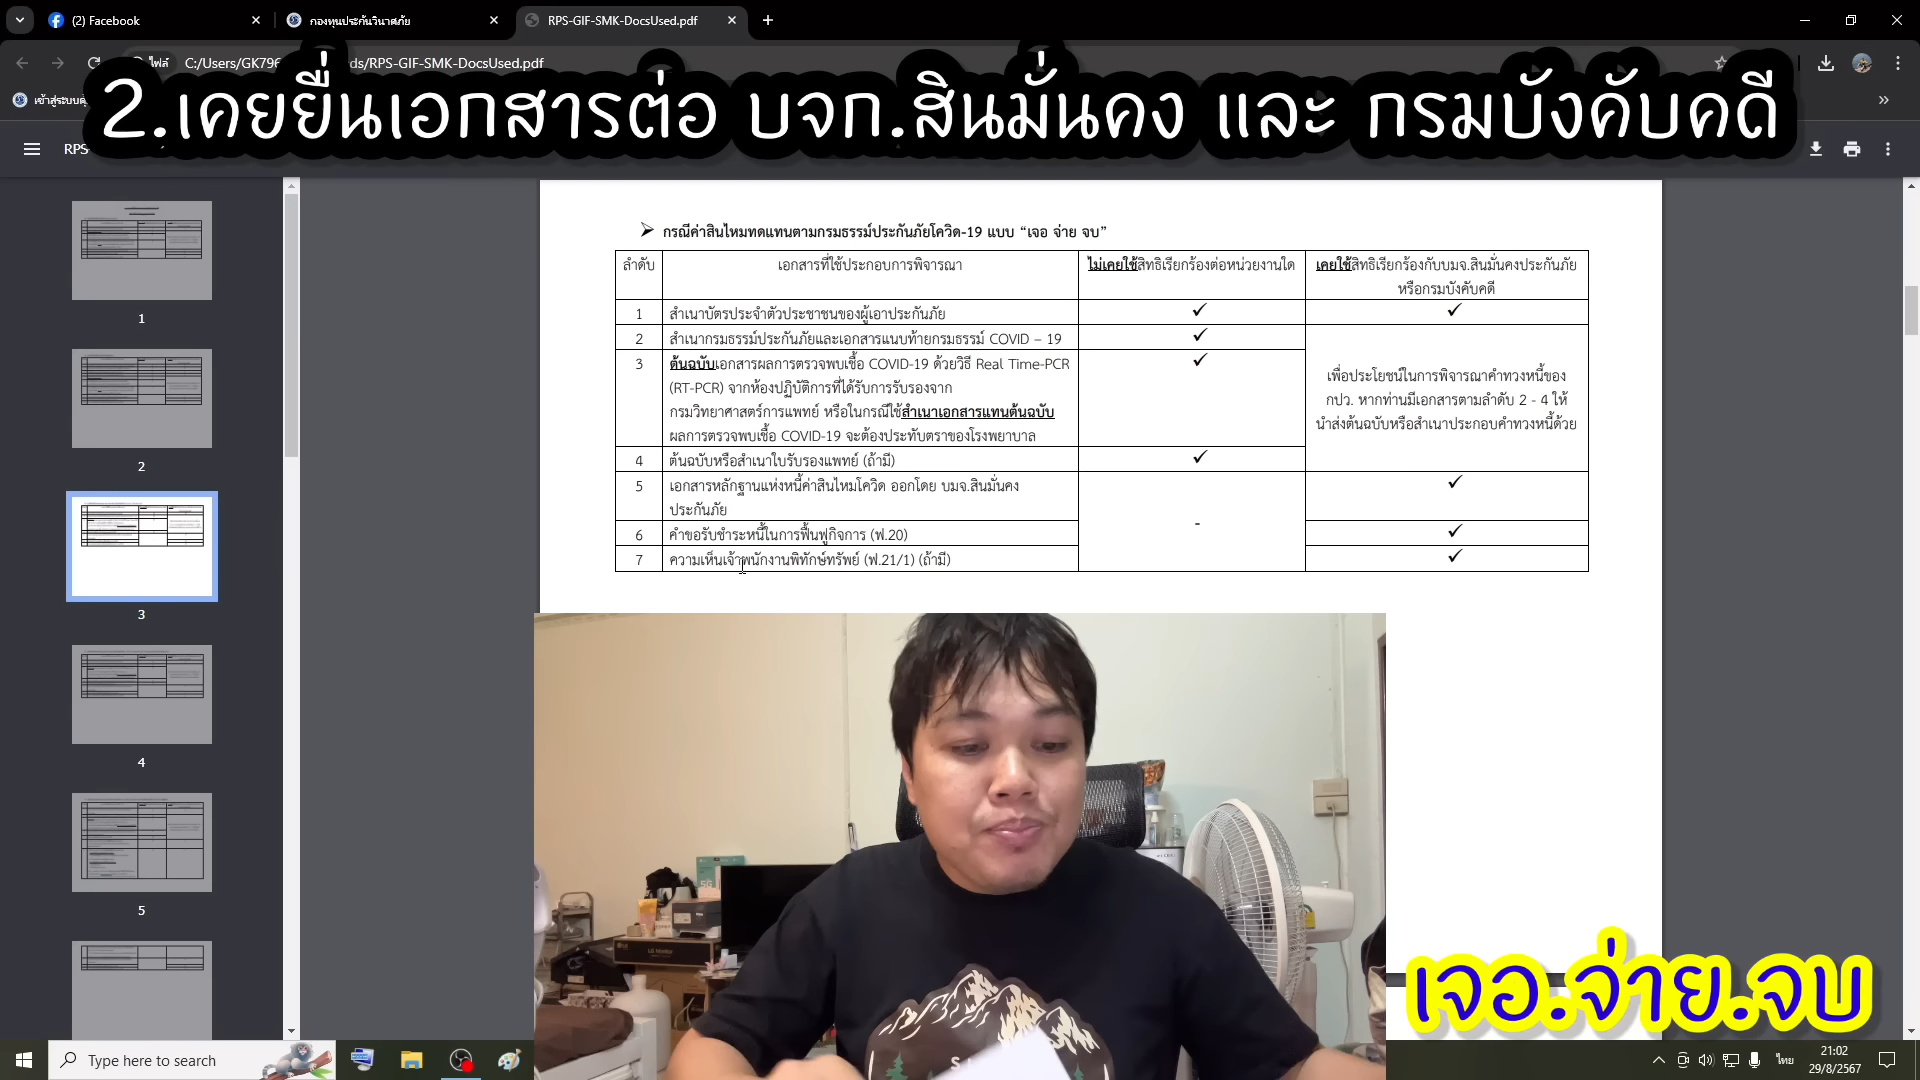 (2) Facebook
กองทุนประกันวินาศภัย
RPS-GIF-SMK-DocsUsed.pdf
ไฟล์
C:/Users/GK796
ds/RPS-GIF-SMK-DocsUsed.pdf
2.เคยยื่นเอกสารต่อ บจก.สินมั่นคง และ กรมบังคับคดี
เข้าสู่ระบบ
RPS
1
2
3
4
5
➢ กรณีค่าสินไหมทดแทนตามกรมธรรม์ประกันภัยโควิด-19 แบบ “เจอ จ่าย จบ”
ลำดับ
เอกสารที่ใช้ประกอบการพิจารณา
ไม่เคยใช้สิทธิเรียกร้องต่อหน่วยงานใด
เคยใช้สิทธิเรียกร้องกับบมจ.สินมั่นคงประกันภัย
หรือกรมบังคับคดี
1 สำเนาบัตรประจำตัวประชาชนของผู้เอาประกันภัย ✓ ✓
2 สำเนากรมธรรม์ประกันภัยและเอกสารแนบท้ายกรมธรรม์ COVID – 19 ✓
3 ต้นฉบับเอกสารผลการตรวจพบเชื้อ COVID-19 ด้วยวิธี Real Time-PCR ✓
(RT-PCR) จากห้องปฏิบัติการที่ได้รับการรับรองจาก
กรมวิทยาศาสตร์การแพทย์ หรือในกรณีใช้สำเนาเอกสารแทนต้นฉบับ
ผลการตรวจพบเชื้อ COVID-19 จะต้องประทับตราของโรงพยาบาล
เพื่อประโยชน์ในการพิจารณาคำทวงหนี้ของ
กปว. หากท่านมีเอกสารตามลำดับ 2 - 4 ให้
นำส่งต้นฉบับหรือสำเนาประกอบคำทวงหนี้ด้วย
4 ต้นฉบับหรือสำเนาใบรับรองแพทย์ (ถ้ามี) ✓
5 เอกสารหลักฐานแห่งหนี้ค่าสินไหมโควิด ออกโดย บมจ.สินมั่นคง ✓
ประกันภัย
-
6 คำขอรับชำระหนี้ในการฟื้นฟูกิจการ (ฟ.20) ✓
7 ความเห็นเจ้าพนักงานพิทักษ์ทรัพย์ (ฟ.21/1) (ถ้ามี) ✓
LG Monitor
เจอ.จ่าย.จบ
Type here to search
ไทย
21:02
29/8/2567